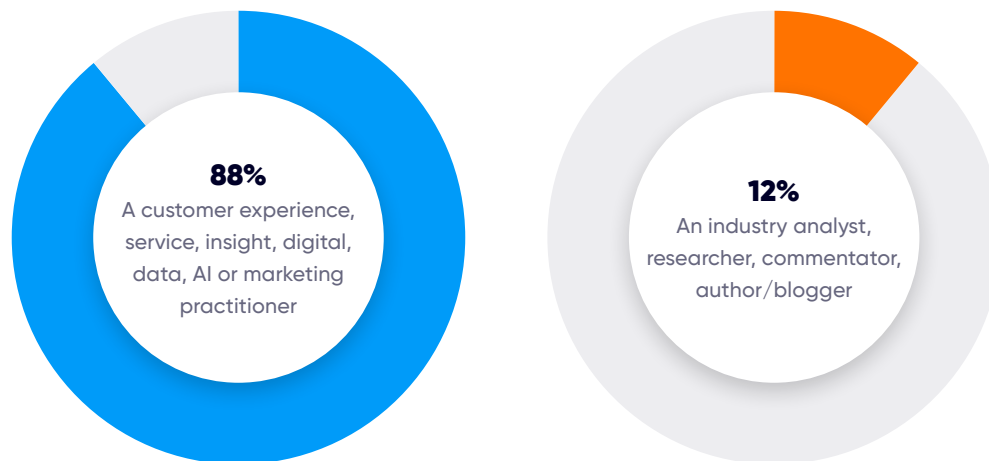 88%
A customer experience,
service, insight, digital,
data, AI or marketing
practitioner
12%
An industry analyst,
researcher, commentator,
author/blogger